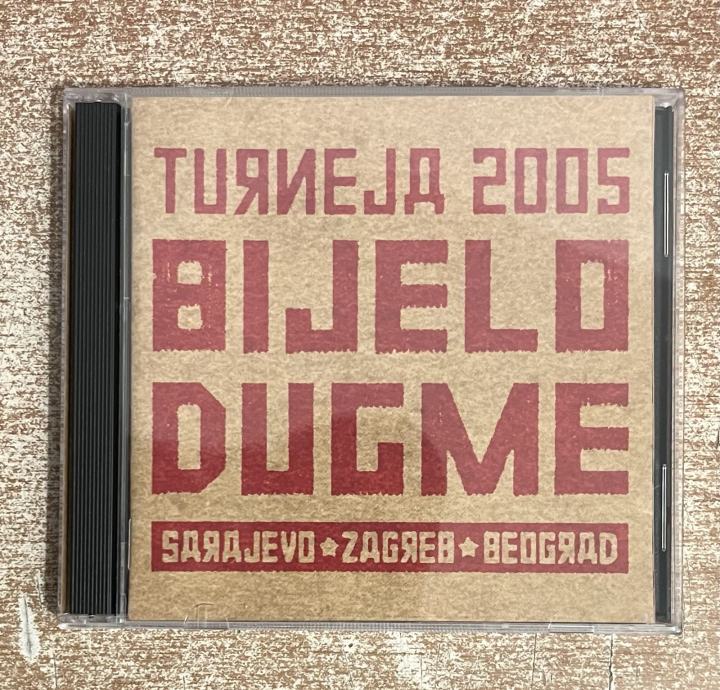 TURNEJA 2005
BIJELO
DUGME
SARAJEVO ★ ZAGREB ★ BEOGRAD